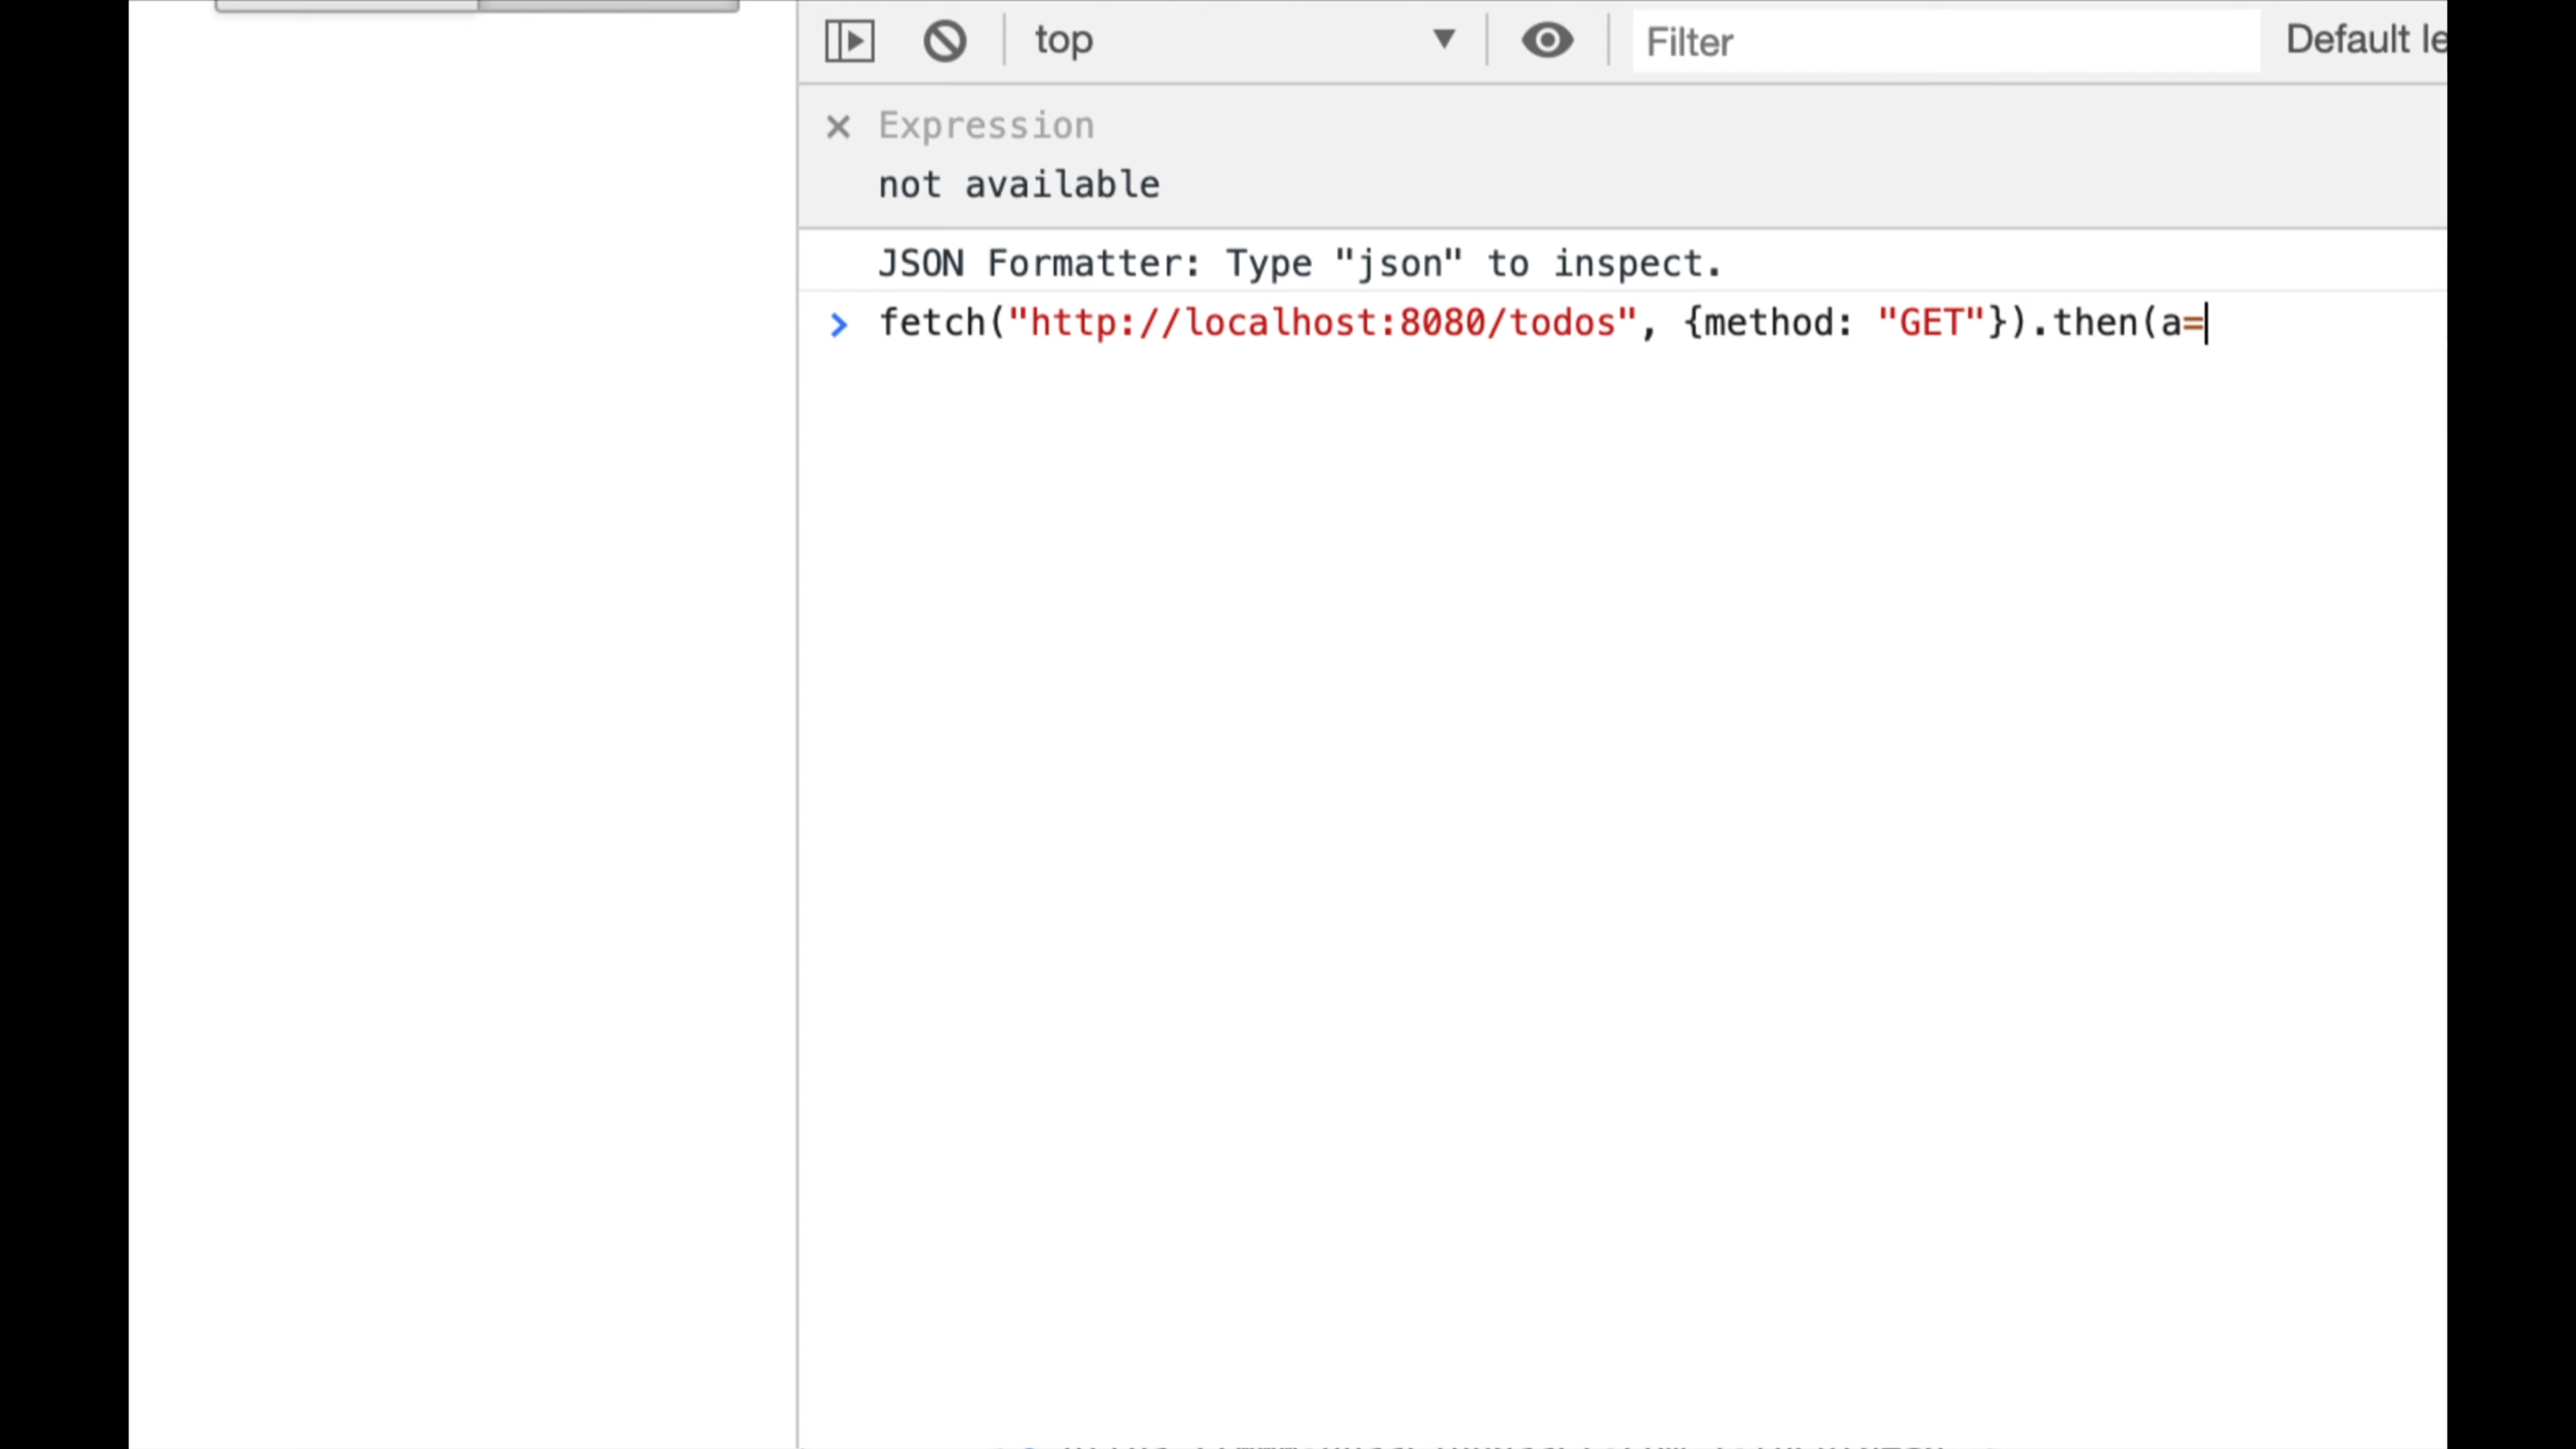 top
Filter
Default le
Expression
not available
JSON Formatter: Type "json" to inspect.
fetch("http://localhost:8080/todos", {method: "GET"}).then(a=